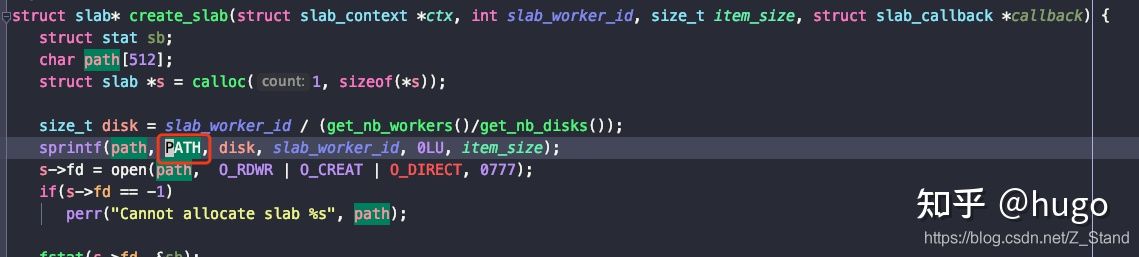 struct slab* create_slab(struct slab_context *ctx, int slab_worker_id, size_t item_size, struct slab_callback *callback) {
struct stat sb;
char path[512];
struct slab *s = calloc( count: 1, sizeof(*s));
size_t disk = slab_worker_id / (get_nb_workers()/get_nb_disks());
sprintf(path, PATH, disk, slab_worker_id, 0LU, item_size);
s->fd = open(path,  O_RDWR | O_CREAT | O_DIRECT, 0777);
if(s->fd == -1)
perr("Cannot allocate slab %s", path);
知乎 @hugo
https://blog.csdn.net/Z_Stand
fstat(s->fd, &sb);